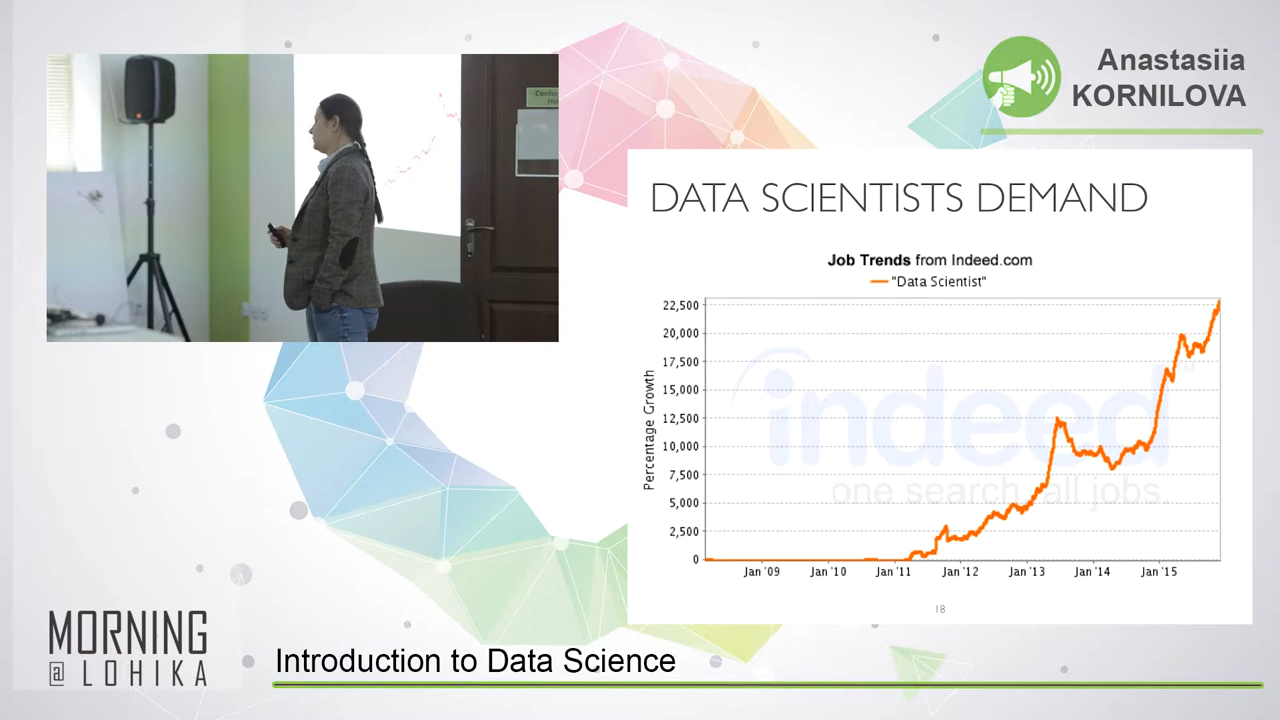 Anastasiia
KORNILOVA
DATA SCIENTISTS DEMAND
Job Trends from Indeed.com
"Data Scientist"
Percentage Growth
22,500
20,000
17,500
15,000
12,500
10,000
7,500
5,000
2,500
0
Jan '09 Jan '10 Jan '11 Jan '12 Jan '13 Jan '14 Jan '15
indeed
one search. all jobs.
18
MORNING
@ LOHIKA
Introduction to Data Science